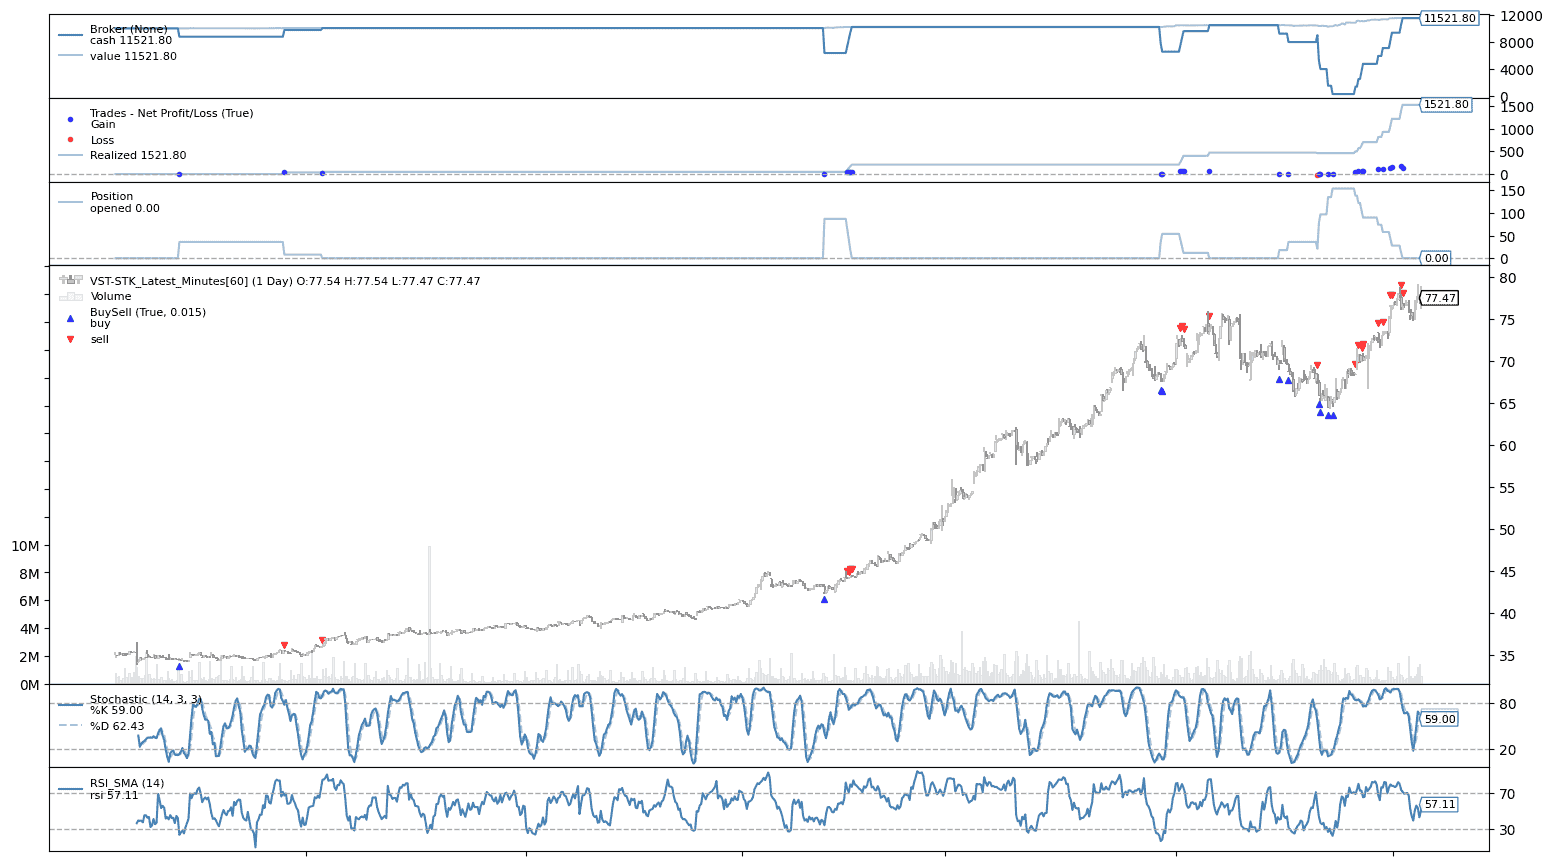 Broker (None)
cash 11521.80
value 11521.80
11521.80
12000
8000
4000
0
Trades - Net Profit/Loss (True)
Gain
Loss
Realized 1521.80
1521.80
1500
1000
500
0
Position
opened 0.00
150
100
50
0
0.00
VST-STK_Latest_Minutes[60] (1 Day) O:77.54 H:77.54 L:77.47 C:77.47
Volume
BuySell (True, 0.015)
buy
sell
80
77.47
75
70
65
60
55
50
45
40
35
10M
8M
6M
4M
2M
0M
Stochastic (14, 3, 3)
%K 59.00
%D 62.43
80
59.00
20
RSI_SMA (14)
rsi 57.11
70
57.11
30